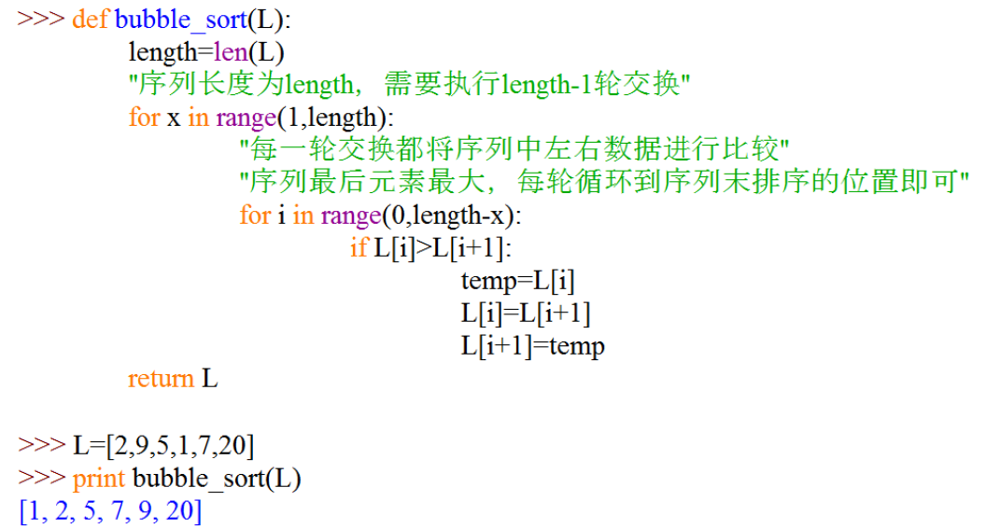 >>> def bubble_sort(L):
length=len(L)
"序列长度为length，需要执行length-1轮交换"
for x in range(1,length):
"每一轮交换都将序列中左右数据进行比较"
"序列最后元素最大，每轮循环到序列末排序的位置即可"
for i in range(0,length-x):
if L[i]>L[i+1]:
temp=L[i]
L[i]=L[i+1]
L[i+1]=temp
return L
>>> L=[2,9,5,1,7,20]
>>> print bubble_sort(L)
[1, 2, 5, 7, 9, 20]